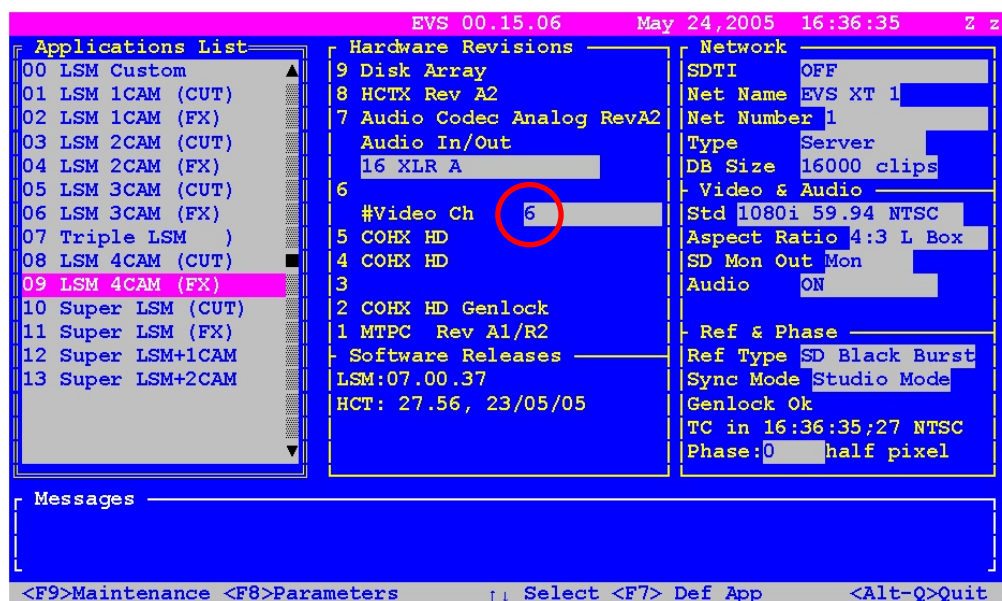 EVS 00.15.06 May 24,2005 16:36:35 Z z
Applications List
00 LSM Custom
01 LSM 1CAM (CUT)
02 LSM 1CAM (FX)
03 LSM 2CAM (CUT)
04 LSM 2CAM (FX)
05 LSM 3CAM (CUT)
06 LSM 3CAM (FX)
07 Triple LSM )
08 LSM 4CAM (CUT)
09 LSM 4CAM (FX)
10 Super LSM (CUT)
11 Super LSM (FX)
12 Super LSM+1CAM
13 Super LSM+2CAM
Hardware Revisions
9 Disk Array
8 HCTX Rev A2
7 Audio Codec Analog RevA2
Audio In/Out
16 XLR A
6
#Video Ch 6
5 COHX HD
4 COHX HD
3
2 COHX HD Genlock
1 MTPC Rev A1/R2
Software Releases
LSM:07.00.37
HCT: 27.56, 23/05/05
Network
SDTI OFF
Net Name EVS XT 1
Net Number 1
Type Server
DB Size 16000 clips
Video & Audio
Std 1080i 59.94 NTSC
Aspect Ratio 4:3 L Box
SD Mon Out Mon
Audio ON
Ref & Phase
Ref Type SD Black Burst
Sync Mode Studio Mode
Genlock Ok
TC in 16:36:35;27 NTSC
Phase:0 half pixel
Messages
<F9>Maintenance <F8>Parameters ↑↓ Select <F7> Def App <Alt-Q>Quit